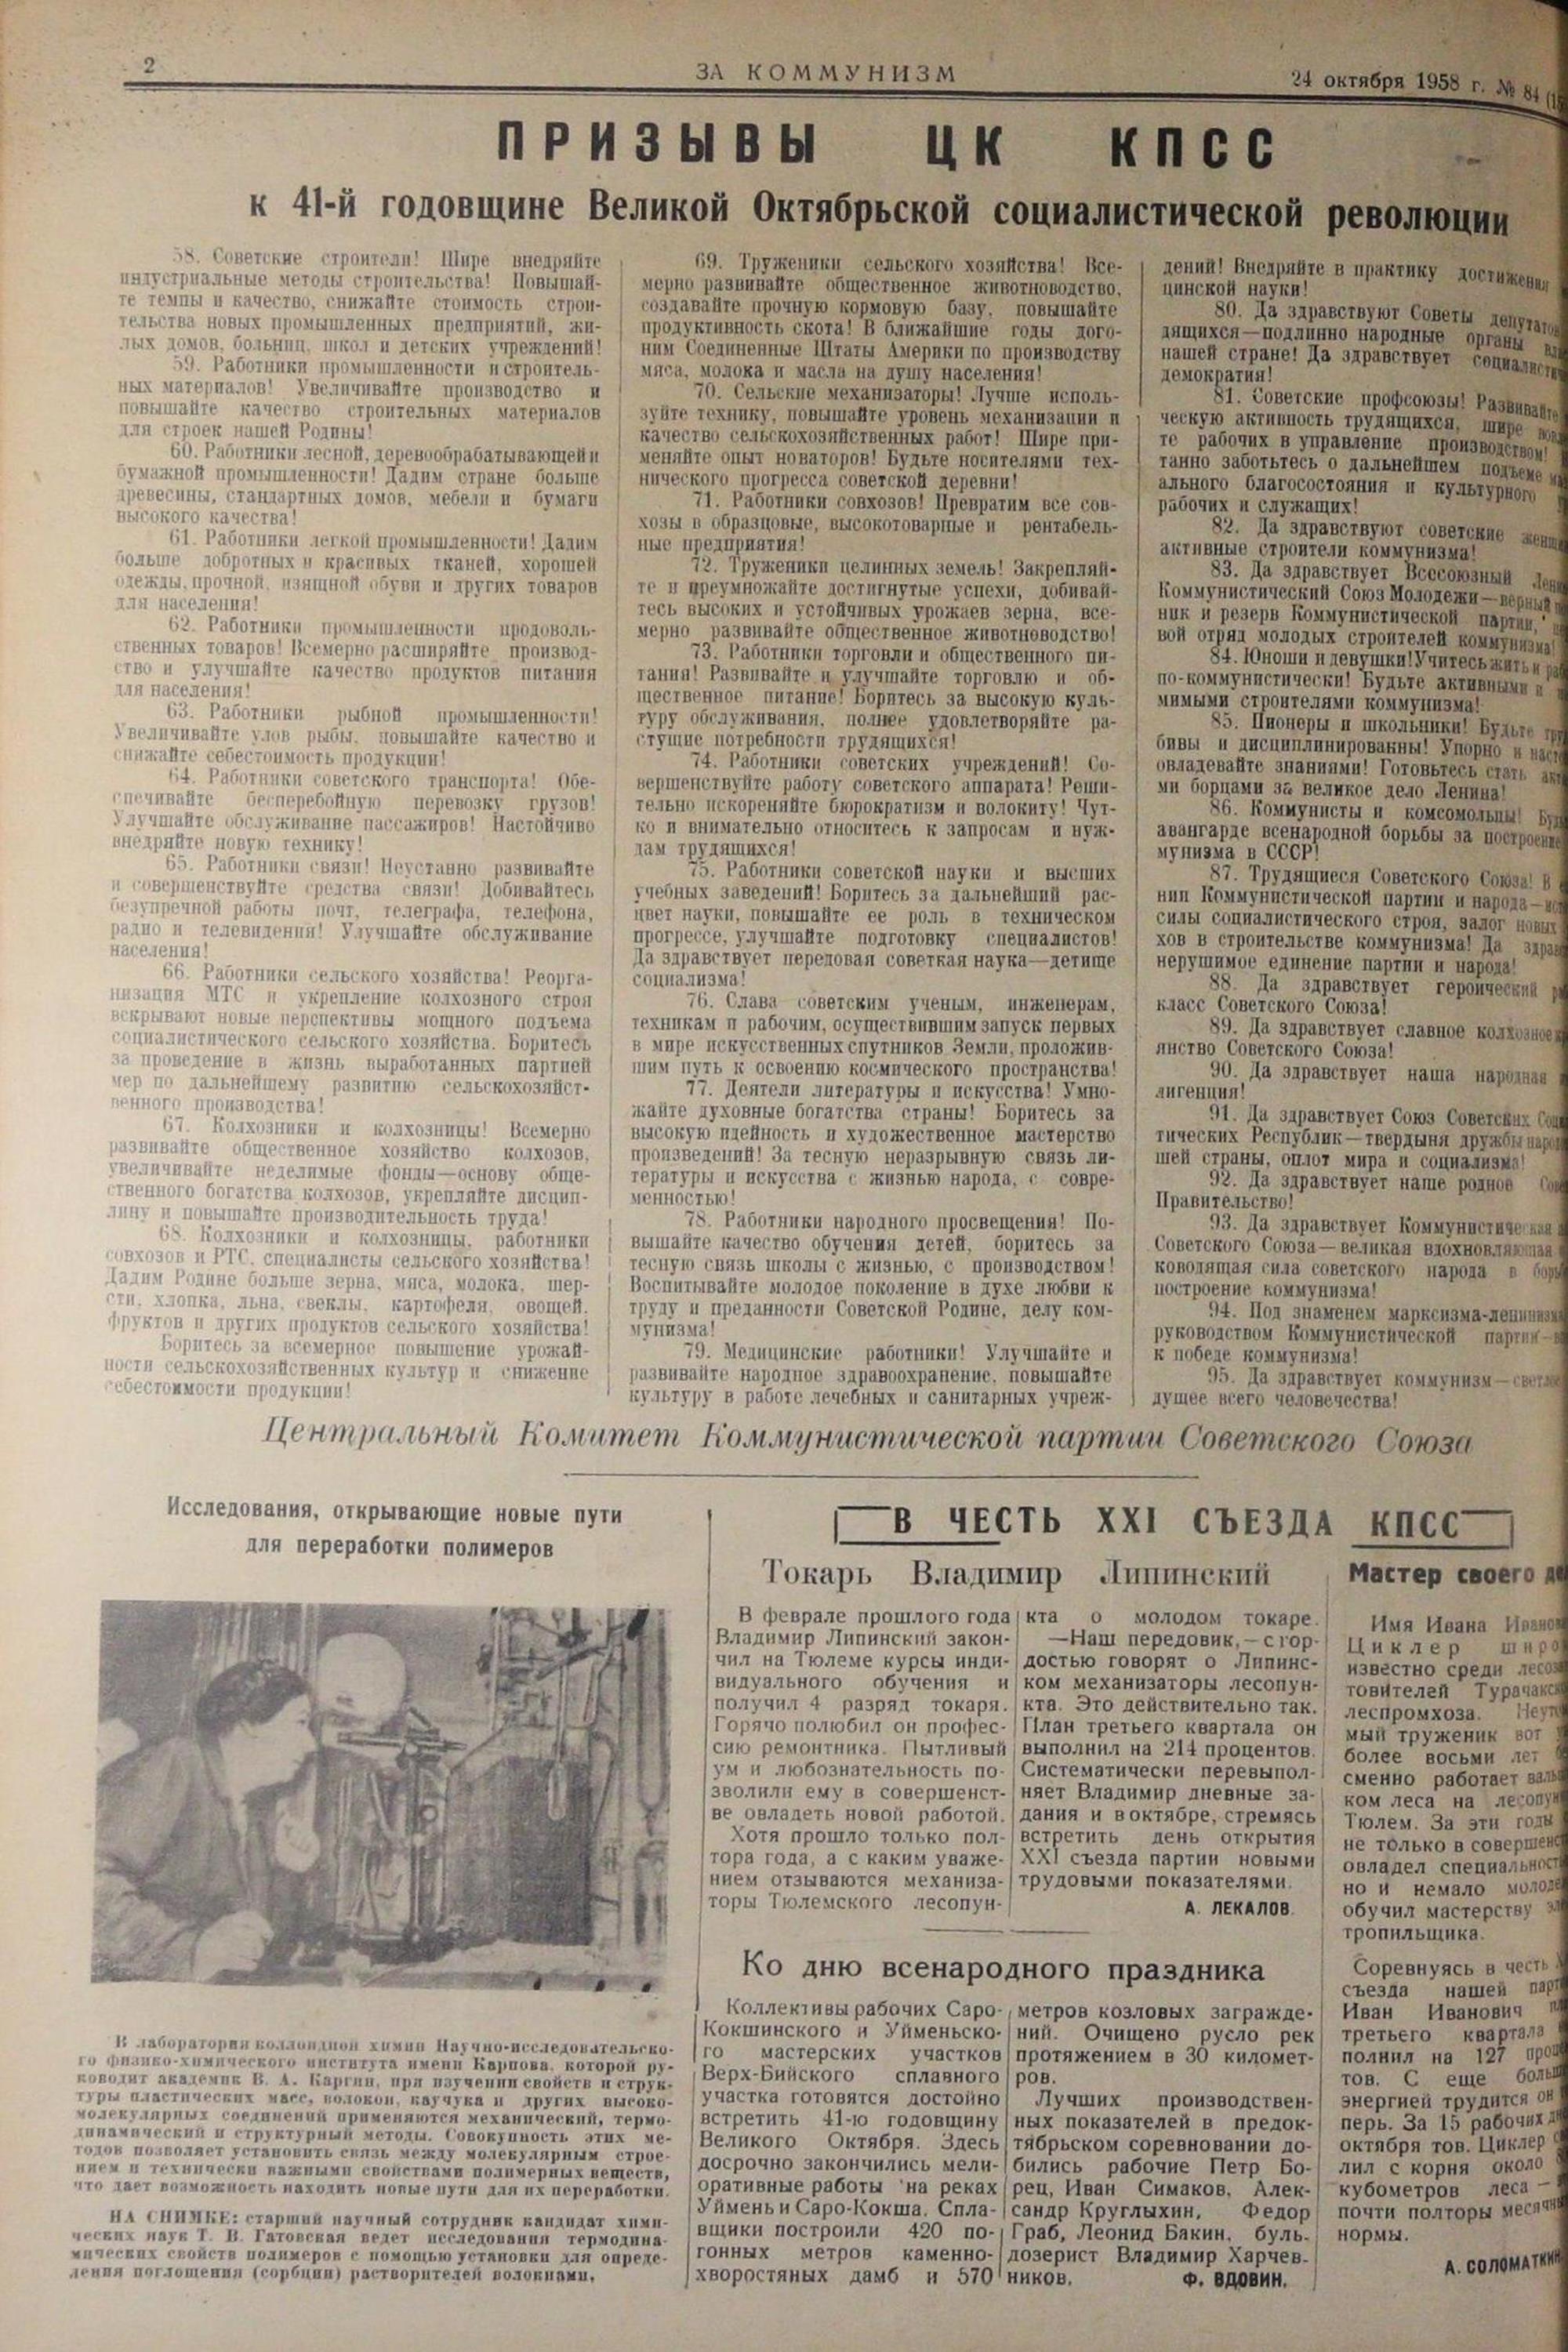 2
ЗА КОММУНИЗМ
24 октября 1958 г. № 84
ПРИЗЫВЫ ЦК КПСС
к 41-й годовщине Великой Октябрьской социалистической революции
58. Советские строители! Шире внедряйте
индустриальные методы строительства! Повышай-
те темпы и качество, снижайте стоимость строи-
тельства новых промышленных предприятий, жи-
лых домов, больниц, школ и детских учреждений!
59. Работники промышленности и строитель-
ных материалов! Увеличивайте производство и
повышайте качество строительных материалов
для строек нашей Родины!
60. Работники лесной, деревообрабатывающей и
бумажной промышленности! Дадим стране больше
древесины, стандартных домов, мебели и бумаги
высокого качества!
61. Работники легкой промышленности! Дадим
больше добротных и красивых тканей, хорошей
одежды, прочной, изящной обуви и других товаров
для населения!
62. Работники промышленности продоволь-
ственных товаров! Всемерно расширяйте производ-
ство и улучшайте качество продуктов питания
для населения!
63. Работники рыбной промышленности!
Увеличивайте улов рыбы, повышайте качество и
снижайте себестоимость продукции!
64. Работники советского транспорта! Обе-
спечивайте бесперебойную перевозку грузов!
Улучшайте обслуживание пассажиров! Настойчиво
внедряйте новую технику!
65. Работники связи! Неустанно развивайте
и совершенствуйте средства связи! Добивайтесь
безупречной работы почт, телеграфа, телефона,
радио и телевидения! Улучшайте обслуживание
населения!
66. Работники сельского хозяйства! Реорга-
низация МТС и укрепление колхозного строя
вскрывают новые перспективы мощного подъема
социалистического сельского хозяйства. Боритесь
за проведение в жизнь выработанных партией
мер по дальнейшему развитию сельскохозяйст-
венного производства!
67. Колхозники и колхозницы! Всемерно
развивайте общественное хозяйство колхозов,
увеличивайте неделимые фонды—основу обще-
ственного богатства колхозов, укрепляйте дисцип-
лину и повышайте производительность труда!
68. Колхозники и колхозницы, работники
совхозов и РТС, специалисты сельского хозяйства!
Дадим Родине больше зерна, мяса, молока, шер-
сти, хлопка, льна, свеклы, картофеля, овощей,
фруктов и других продуктов сельского хозяйства!
Боритесь за всемерное повышение урожай-
ности сельскохозяйственных культур и снижение
себестоимости продукции!
69. Труженики сельского хозяйства! Все-
мерно развивайте общественное животноводство,
создавайте прочную кормовую базу, повышайте
продуктивность скота! В ближайшие годы дого-
ним Соединенные Штаты Америки по производству
мяса, молока и масла на душу населения!
70. Сельские механизаторы! Лучше исполь-
зуйте технику, повышайте уровень механизации и
качество сельскохозяйственных работ! Шире при-
меняйте опыт новаторов! Будьте носителями тех-
нического прогресса советской деревни!
71. Работники совхозов! Превратим все сов-
хозы в образцовые, высокотоварные и рентабель-
ные предприятия!
72. Труженики целинных земель! Закрепляй-
те и преумножайте достигнутые успехи, добивай-
тесь высоких и устойчивых урожаев зерна, все-
мерно развивайте общественное животноводство!
73. Работники торговли и общественного пи-
тания! Развивайте и улучшайте торговлю и об-
щественное питание! Боритесь за высокую куль-
туру обслуживания, полнее удовлетворяйте ра-
стущие потребности трудящихся!
74. Работники советских учреждений! Со-
вершенствуйте работу советского аппарата! Реши-
тельно искореняйте бюрократизм и волокиту! Чут-
ко и внимательно относитесь к запросам и нуж-
дам трудящихся!
75. Работники советской науки и высших
учебных заведений! Боритесь за дальнейший рас-
цвет науки, повышайте ее роль в техническом
прогрессе, улучшайте подготовку специалистов!
Да здравствует передовая советкая наука—детище
социализма!
76. Слава советским ученым, инженерам,
техникам и рабочим, осуществившим запуск первых
в мире искусственных спутников Земли, проложив-
шим путь к освоению космического пространства!
77. Деятели литературы и искусства! Умно-
жайте духовные богатства страны! Боритесь за
высокую идейность и художественное мастерство
произведений! За тесную неразрывную связь ли-
тературы и искусства с жизнью народа, с совре-
менностью!
78. Работники народного просвещения! По-
вышайте качество обучения детей, боритесь за
тесную связь школы с жизнью, с производством!
Воспитывайте молодое поколение в духе любви к
труду и преданности Советской Родине, делу ком-
мунизма!
79. Медицинские работники! Улучшайте и
развивайте народное здравоохранение, повышайте
культуру в работе лечебных и санитарных учреж-
дений! Внедряйте в практику достижения
цинской науки!
80. Да здравствуют Советы депутатов
дящихся—подлинно народные органы
нашей стране! Да здравствует
демократия!
81. Советские профсоюзы! Развивайте
ческую активность трудящихся, шире
те рабочих в управление производством!
танно заботьтесь о дальнейшем подъеме
ального благосостояния и культурного
рабочих и служащих!
82. Да здравствуют советские
активные строители коммунизма!
83. Да здравствует Всесоюзный
Коммунистический Союз Молодежи—верный
ник и резерв Коммунистической партии,
вой отряд молодых строителей коммунизма!
84. Юноши и девушки! Учитесь жить и
по-коммунистически! Будьте активными и
мимыми строителями коммунизма!
85. Пионеры и школьники! Будьте
бивы и дисциплинированны! Упорно и
овладевайте знаниями! Готовьтесь стать
ми борцами за великое дело Ленина!
86. Коммунисты и комсомольцы!
авангарде всенародной борьбы за построение
мунизма в СССР!
87. Трудящиеся Советского Союза! В
нии Коммунистической партии и народа—
силы социалистического строя, залог новых
хов в строительстве коммунизма! Да
нерушимое единение партии и народа!
88. Да здравствует героический
класс Советского Союза!
89. Да здравствует славное колхозное
янство Советского Союза!
90. Да здравствует наша народная
лигенция!
91. Да здравствует Союз Советских
тических Республик—твердыня дружбы
шей страны, оплот мира и социализма!
92. Да здравствует наше родное
Правительство!
93. Да здравствует Коммунистическая
Советского Союза—великая вдохновляющая
ководящая сила советского народа в
построение коммунизма!
94. Под знаменем марксизма-ленинизма
руководством Коммунистической партии—
к победе коммунизма!
95. Да здравствует коммунизм—
дущее всего человечества!
Центральный Комитет Коммунистической партии Советского Союза
Исследования, открывающие новые пути
для переработки полимеров
В лаборатории коллоидной химии Научно-исследовательско-
го физико-химического института имени Карпова, которой ру-
ководит академик В. А. Каргин, при изучении свойств и струк-
туры пластических масс, волокон, каучука и других высоко-
молекулярных соединений применяются механический, термо-
динамический и структурный методы. Совокупность этих ме-
тодов позволяет установить связь между молекулярным строе-
нием и технически важными свойствами полимерных веществ,
что дает возможность находить новые пути для их переработки.
НА СНИМКЕ: старший научный сотрудник кандидат хими-
ческих наук Т. В. Гатовская ведет исследования термодина-
мических свойств полимеров с помощью установки для опреде-
ления поглощения (сорбции) растворителей волокнами.
В ЧЕСТЬ XXI СЪЕЗДА КПСС
Токарь Владимир Липинский
В феврале прошлого года
Владимир Липинский закон-
чил на Тюлеме курсы инди-
видуального обучения и
получил 4 разряд токаря.
Горячо полюбил он профес-
сию ремонтника. Пытливый
ум и любознательность по-
зволили ему в совершенст-
ве овладеть новой работой.
Хотя прошло только пол-
тора года, а с каким уваже-
нием отзываются механиза-
торы Тюлемского лесопун-
кта о молодом токаре.
—Наш передовик,—с гор-
достью говорят о Липинс-
ком механизаторы лесопун-
кта. Это действительно так.
План третьего квартала он
выполнил на 214 процентов.
Систематически перевыпол-
няет Владимир дневные за-
дания и в октябре, стремясь
встретить день открытия
XXI съезда партии новыми
трудовыми показателями.
А. ЛЕКАЛОВ.
Ко дню всенародного праздника
Коллективы рабочих Саро-
Кокшинского и Уйменьско-
го мастерских участков
Верх-Бийского сплавного
участка готовятся достойно
встретить 41-ю годовщину
Великого Октября. Здесь
досрочно закончились мели-
оративные работы на реках
Уймень и Саро-Кокша. Спла-
вщики построили 420 по-
гонных метров каменно-
хворостяных дамб и 570
метров козловых загражде-
ний. Очищено русло рек
протяжением в 30 километ-
ров.
Лучших производствен-
ных показателей в предок-
тябрьском соревновании до-
бились рабочие Петр Бо-
рец, Иван Симаков, Алек-
сандр Круглыхин, Федор
Граб, Леонид Бакин, буль-
дозерист Владимир Харчев-
ников.
Ф. ВДОВИН.
Мастер своего
Имя Ивана
Циклер
известно среди
товителей
леспромхоза.
мый труженик вот
более восьми лет
сменно работает
ком леса на
Тюлем. За эти годы
не только в
овладел
но и немало
обучил мастерству
тропильщика.
Соревнуясь в честь
съезда нашей
Иван Иванович
третьего квартала
полнил на 127
тов. С еще
энергией трудится он
перь. За 15 рабочих
октября тов. Циклер
лил с корня около
кубометров леса—
почти полторы
нормы.
А. СОЛОМАТКИН